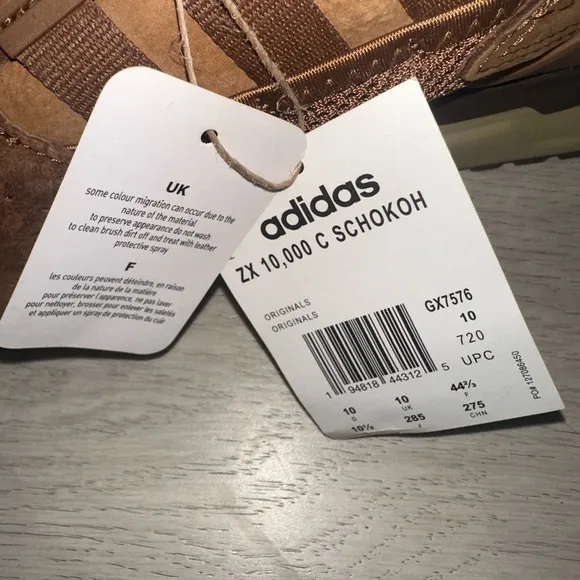 UK
some colour migration can occur due to the
nature of the material
to preserve appearance do not wash
to clean brush dirt off and treat with leather
protective spray
F
les couleurs peuvent déteindre, en raison
de la nature de la matière
pour préserver l'apparence, ne pas laver
pour nettoyer, brosser pour enlever les saletés
et appliquer un spray de protection du cuir
adidas
ZX 10,000 C SCHOKOH
ORIGINALS
ORIGINALS
GX7576
10
720
UPC
1 94818 44312 5
10 10 44⅔
D UK F
10½ 285 275
J CHN
PO# 127086450